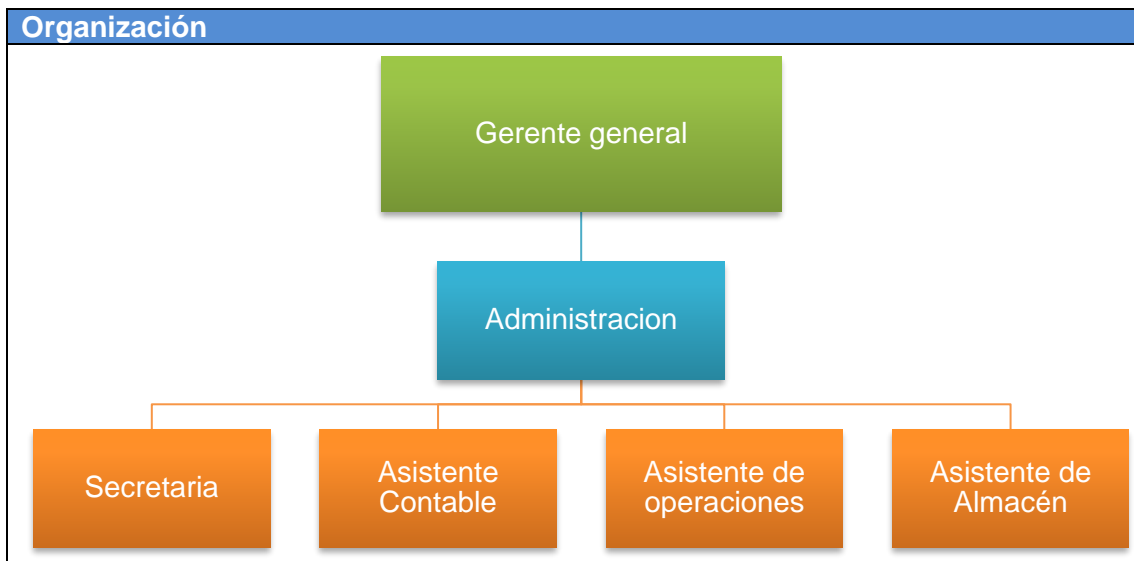 Organización
Gerente general
Administracion
Secretaria
Asistente
Contable
Asistente de
operaciones
Asistente de
Almacén